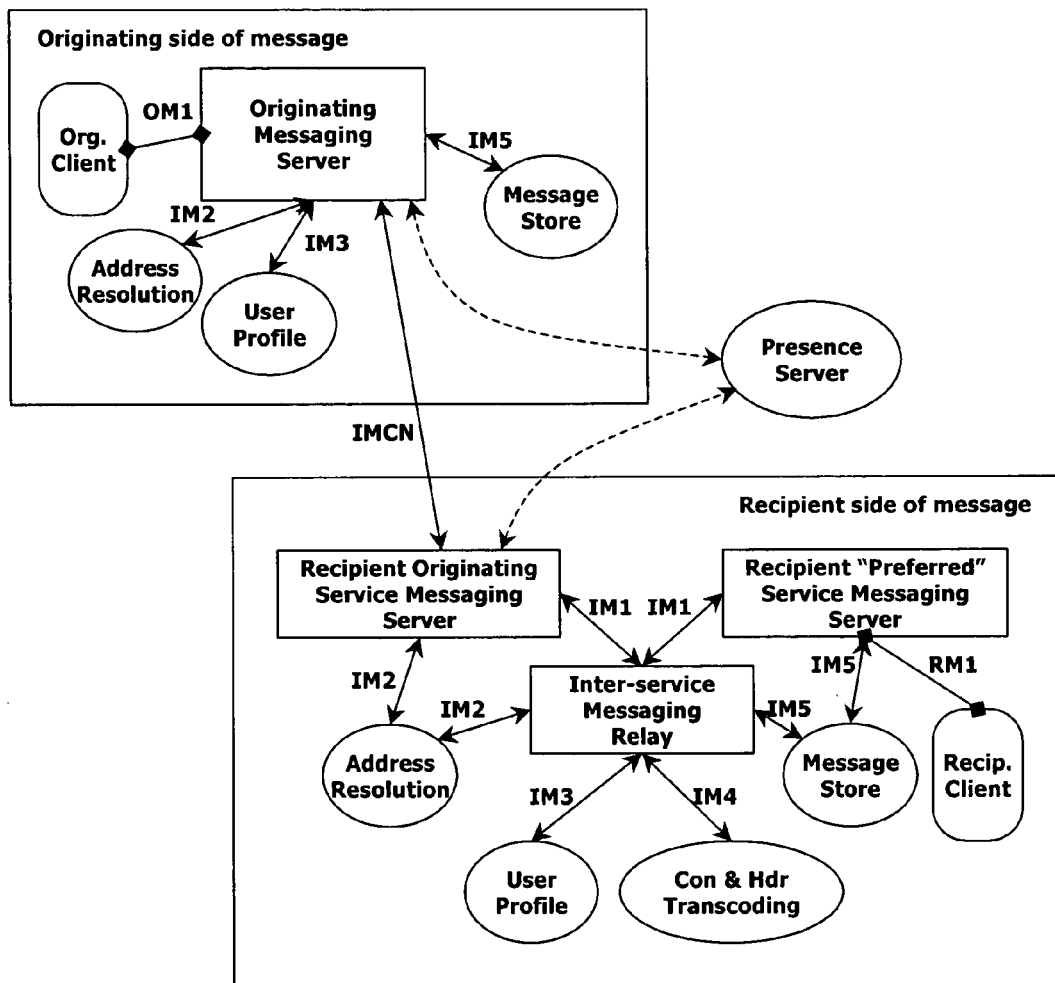 Originating side of message
OM1
Originating
Messaging
Server
Org.
Client
IM5
Message
Store
IM2
IM3
Address
Resolution
User
Profile
Presence
Server
IMCN
Recipient side of message
Recipient Originating
Service Messaging
Server
Recipient “Preferred”
Service Messaging
Server
IM1
IM1
IM2
IM2
Inter-service
Messaging
Relay
IM5
IM5
RM1
Address
Resolution
Message
Store
Recip.
Client
IM3
IM4
User
Profile
Con & Hdr
Transcoding